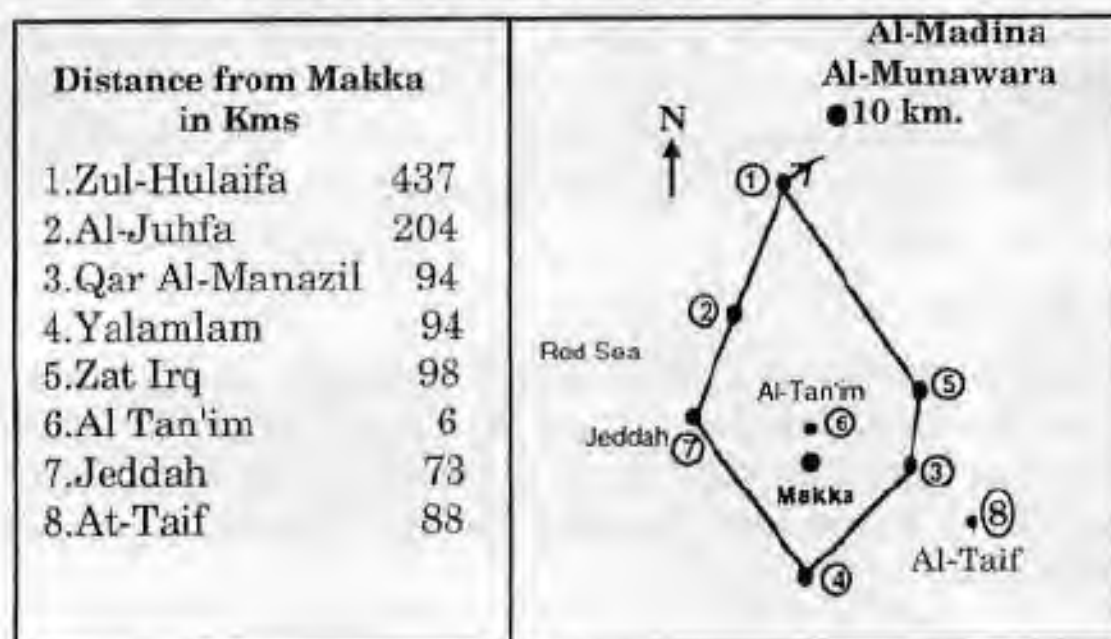 Distance from Makka
in Kms
1.Zul-Hulaifa 437
2.Al-Juhfa 204
3.Qar Al-Manazil 94
4.Yalamlam 94
5.Zat Irq 98
6.Al Tan'im 6
7.Jeddah 73
8.At-Taif 88
Al-Madina
Al-Munawara
10 km.
N
1
2
Red Sea
Al-Tan'im
5
6
Jeddah
7
3
Makka
8
Al-Taif
4